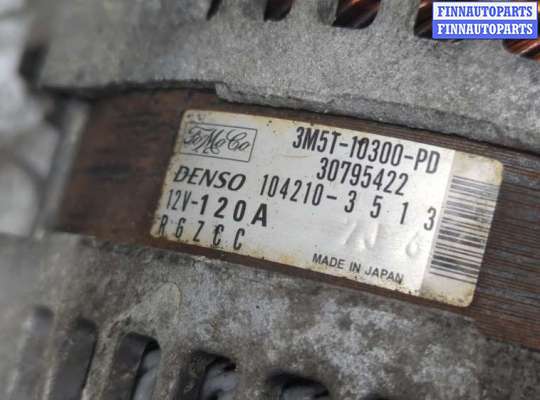 FINNAUTOPARTS
FINNAUTOPARTS
FoMoCo
3M5T-10300-PD
30795422
DENSO 104210-3513
12V-120A
R6ZCC
MADE IN JAPAN